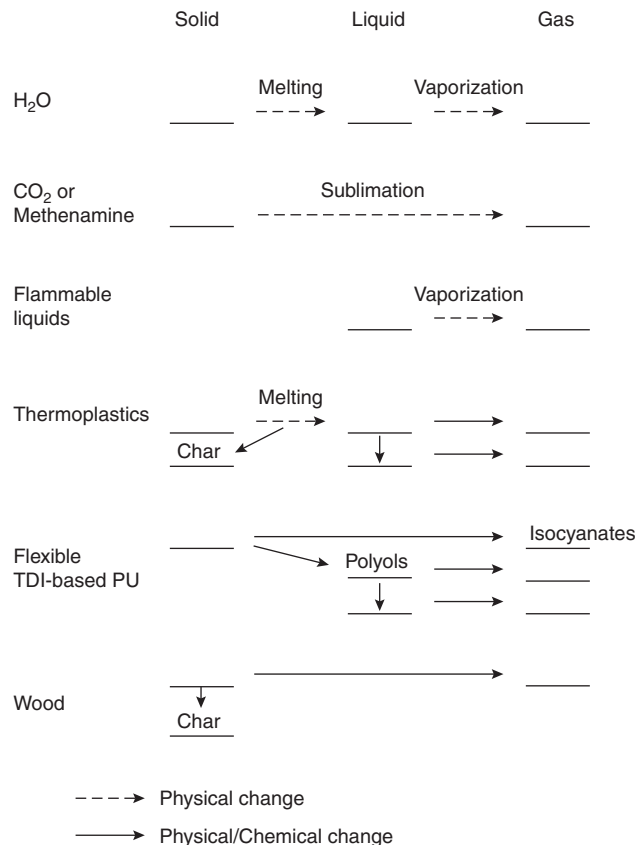 Solid Liquid Gas
Melting Vaporization
H₂O
CO₂ or
Methenamine
Sublimation
Flammable
liquids
Vaporization
Melting
Thermoplastics
Char
Isocyanates
Flexible
TDI-based PU
Polyols
Wood
Char
Physical change
Physical/Chemical change